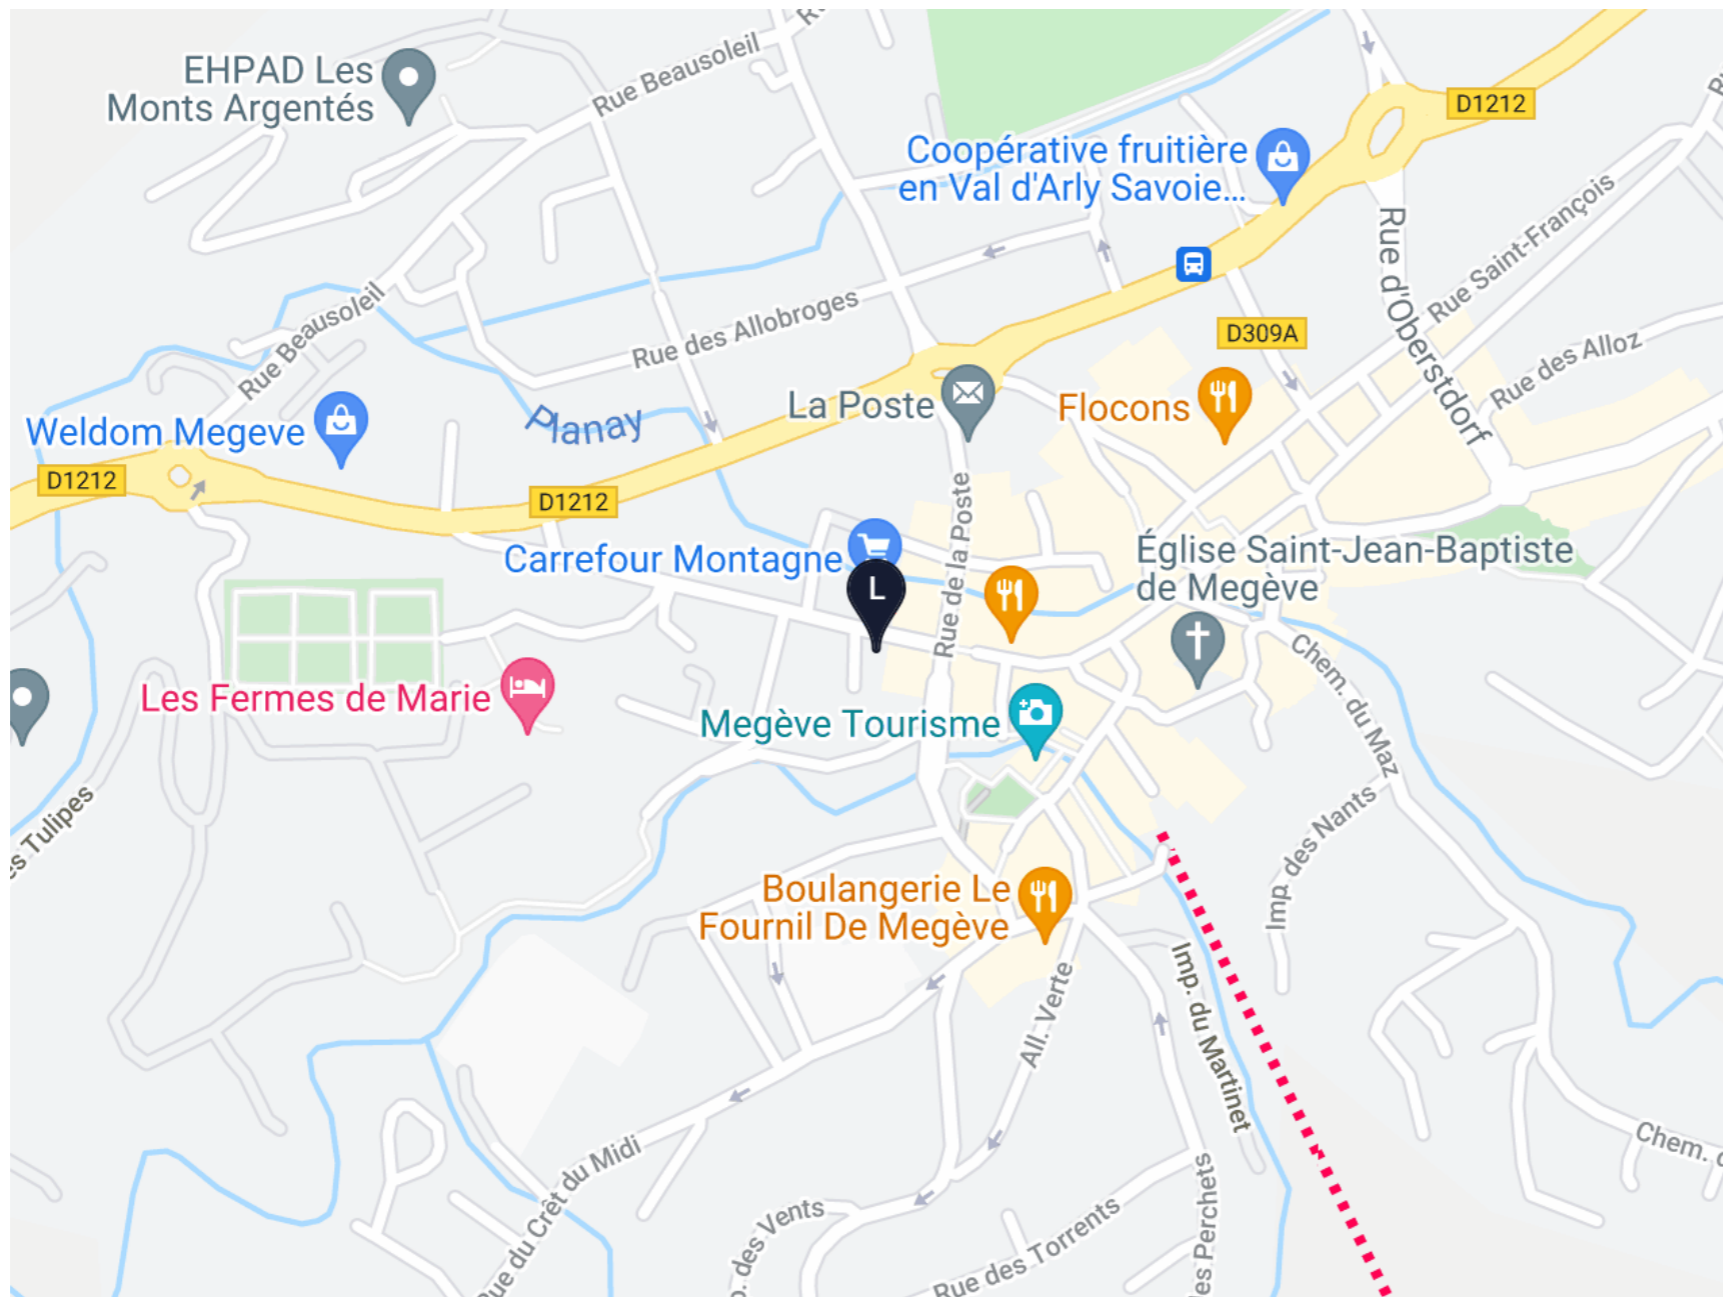 EHPAD Les
Monts Argentés
Rue Beausoleil
D1212
Coopérative fruitière
en Val d'Arly Savoie...
Rue d'Oberstdorf
Rue Saint-François
Rue Beausoleil
Rue des Allobroges
D309A
Rue des Alloz
La Poste
Flocons
Planay
Weldom Megeve
D1212
D1212
Rue de la Poste
Carrefour Montagne
L
Église Saint-Jean-Baptiste
de Megève
Les Fermes de Marie
Megève Tourisme
Chem. du Maz
Imp. des Nants
Tulipes
Boulangerie Le
Fournil De Megève
All. Verte
Imp. du Martinet
Rue du Crêt du Midi
Chem.
des Vents
Rue des Torrents
Perchets